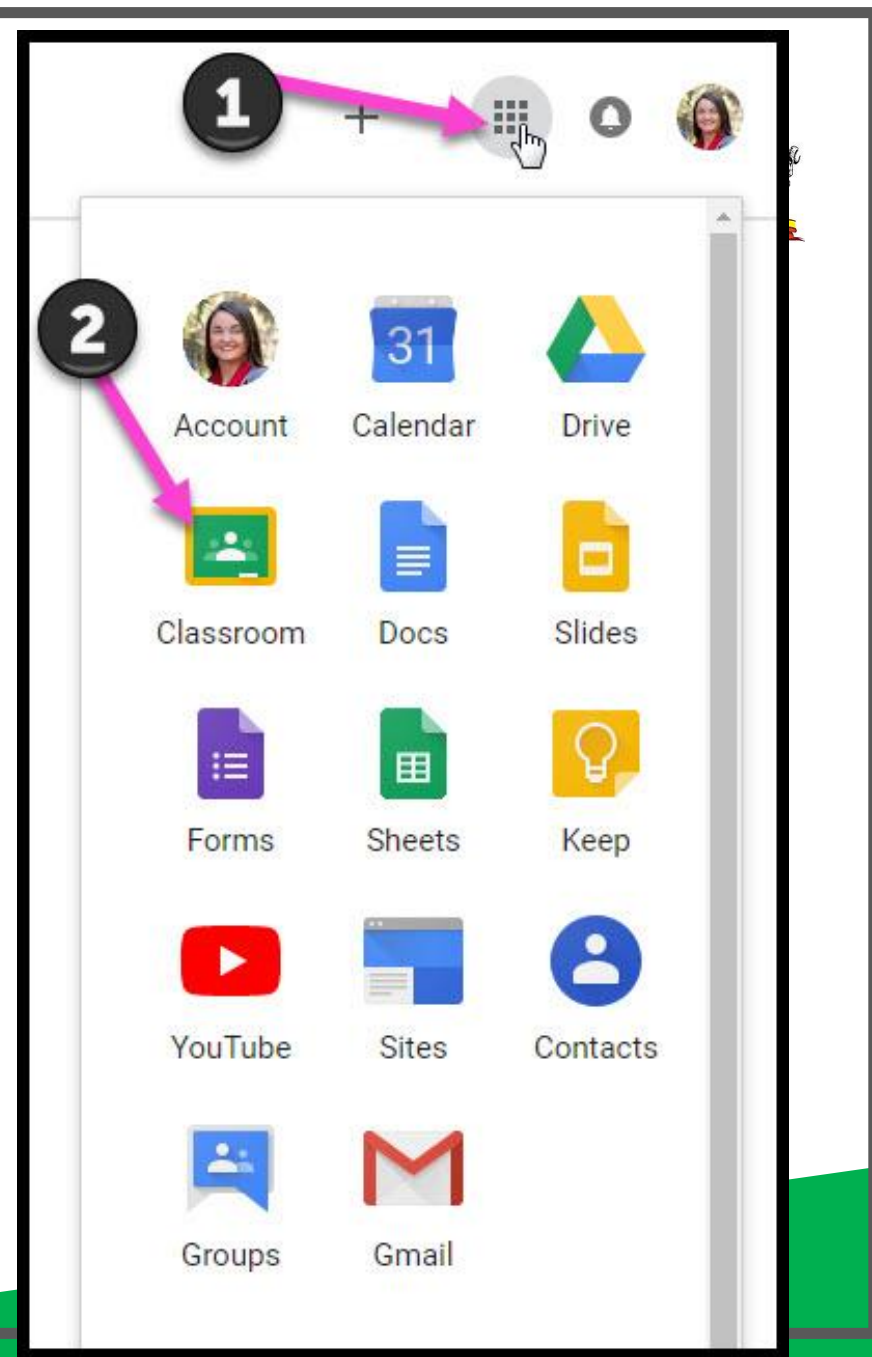 1
2
31
Account Calendar Drive
Classroom Docs Slides
Forms Sheets Keep
YouTube Sites Contacts
Groups Gmail